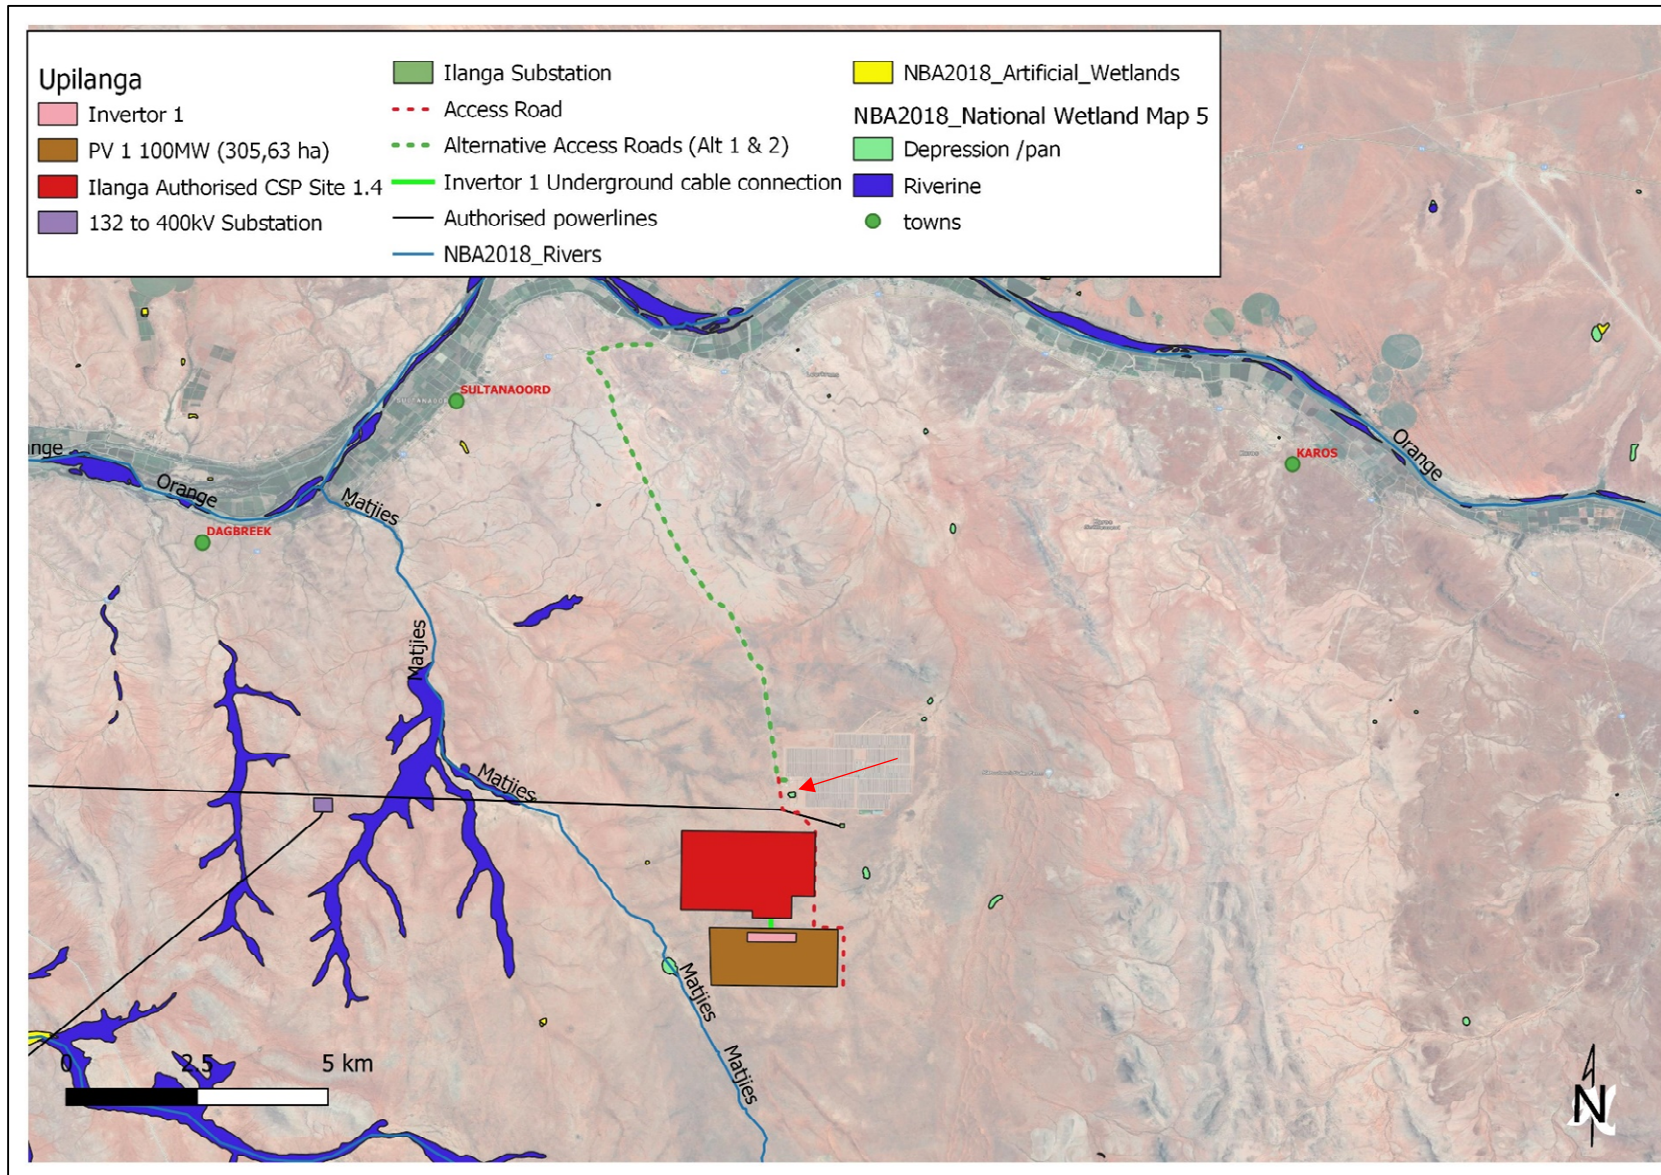 Upilanga
Invertor 1
PV 1 100MW (305,63 ha)
Ilanga Authorised CSP Site 1.4
132 to 400kV Substation
Ilanga Substation
Access Road
Alternative Access Roads (Alt 1 & 2)
Invertor 1 Underground cable connection
Authorised powerlines
NBA2018_Rivers
NBA2018_Artificial_Wetlands
NBA2018_National Wetland Map 5
Depression /pan
Riverine
towns
SULTANAOORD
KAROS
Orange
nge
Orange
Matjies
DAGBREEK
Matjies
Matjies
Matjies
Matjies
0 2.5 5 km
N